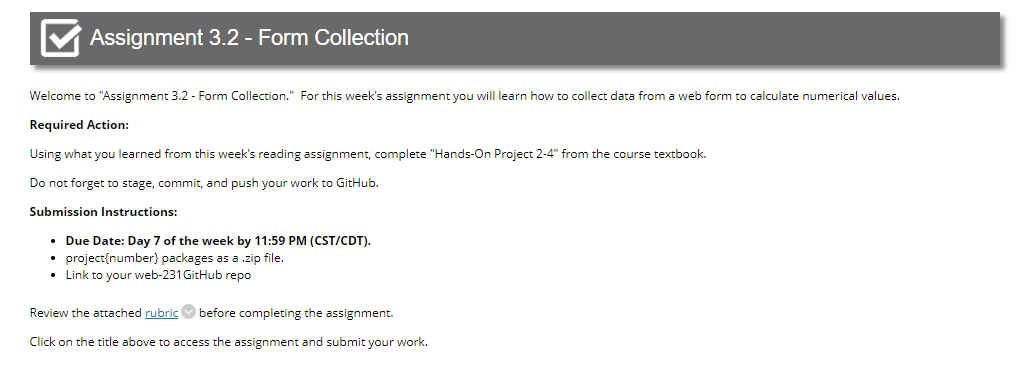 Assignment 3.2 - Form Collection
Welcome to "Assignment 3.2 - Form Collection." For this week's assignment you will learn how to collect data from a web form to calculate numerical values.
Required Action:
Using what you learned from this week's reading assignment, complete "Hands-On Project 2-4" from the course textbook.
Do not forget to stage, commit, and push your work to GitHub.
Submission Instructions:
• Due Date: Day 7 of the week by 11:59 PM (CST/CDT).
• project{number} packages as a .zip file.
• Link to your web-231GitHub repo
Review the attached rubric before completing the assignment.
Click on the title above to access the assignment and submit your work.